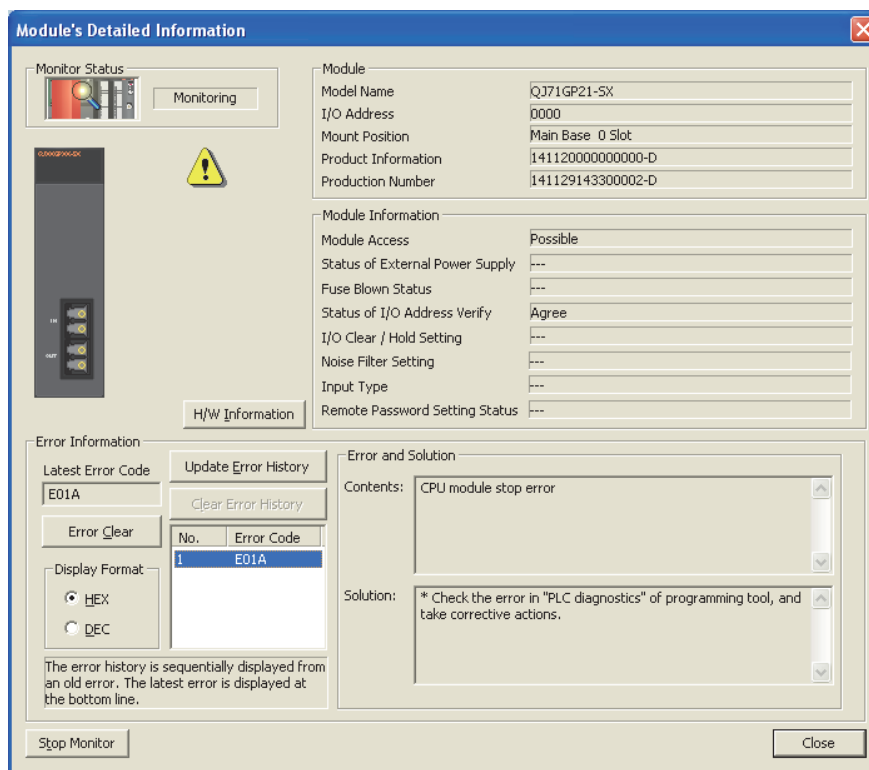 Module's Detailed Information
Monitor Status
Monitoring
Module
Model Name QJ71GP21-SX
I/O Address 0000
Mount Position Main Base 0 Slot
Product Information 141120000000000-D
Production Number 141129143300002-D
Module Information
Module Access Possible
Status of External Power Supply ---
Fuse Blown Status ---
Status of I/O Address Verify Agree
I/O Clear / Hold Setting ---
Noise Filter Setting ---
Input Type ---
Remote Password Setting Status ---
IN
OUT
H/W Information
Error Information
Latest Error Code
E01A
Error Clear
Display Format
HEX
DEC
Update Error History
Clear Error History
No. Error Code
1 E01A
The error history is sequentially displayed from
an old error. The latest error is displayed at
the bottom line.
Error and Solution
Contents: CPU module stop error
Solution: * Check the error in "PLC diagnostics" of programming tool, and
take corrective actions.
Stop Monitor
Close